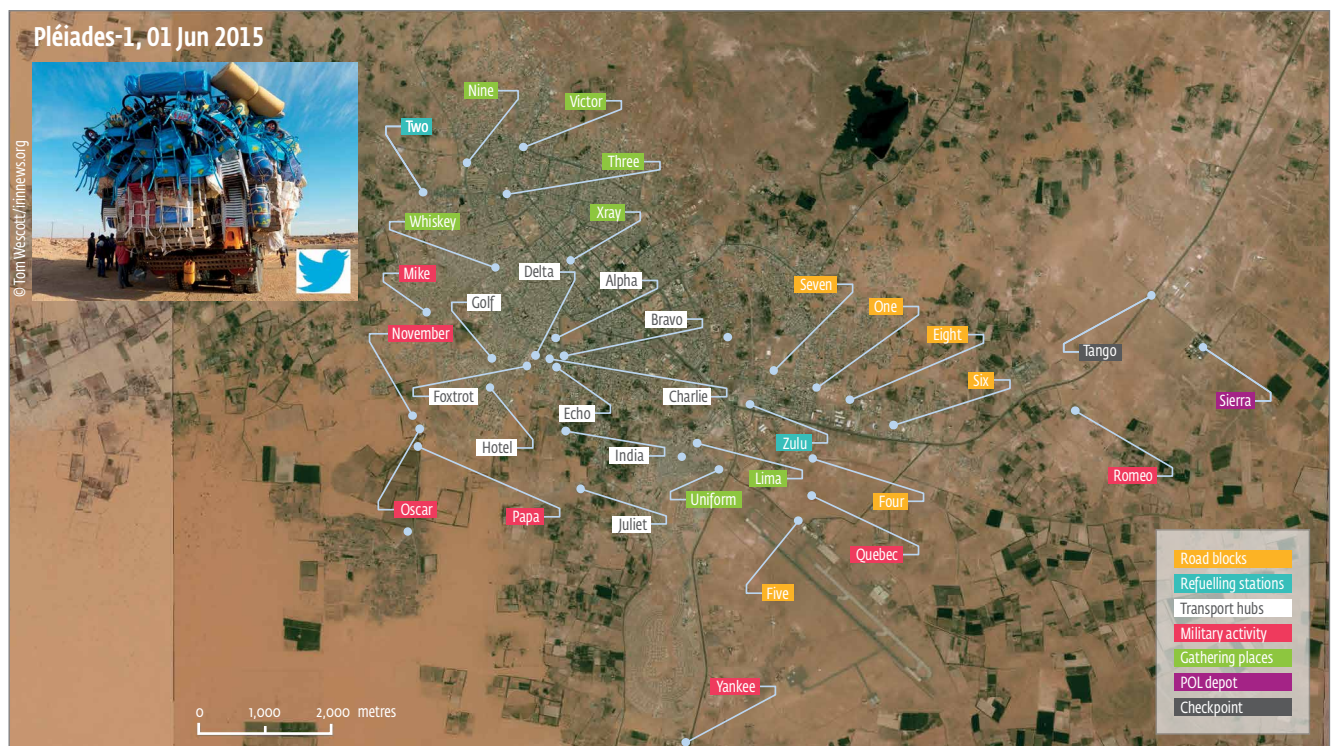 Pléiades-1, 01 Jun 2015
© Tom Wescott/irinnews.org
Nine
Victor
Two
Three
Whiskey
Xray
Mike
Delta
Alpha
Golf
Seven
One
Bravo
November
Eight
Tango
Six
Foxtrot
Charlie
Echo
Sierra
Hotel
India
Zulu
Lima
Romeo
Uniform
Four
Oscar
Papa
Juliet
Quebec
Five
Yankee
Road blocks
Refuelling stations
Transport hubs
Military activity
Gathering places
POL depot
Checkpoint
0 1,000 2,000 metres